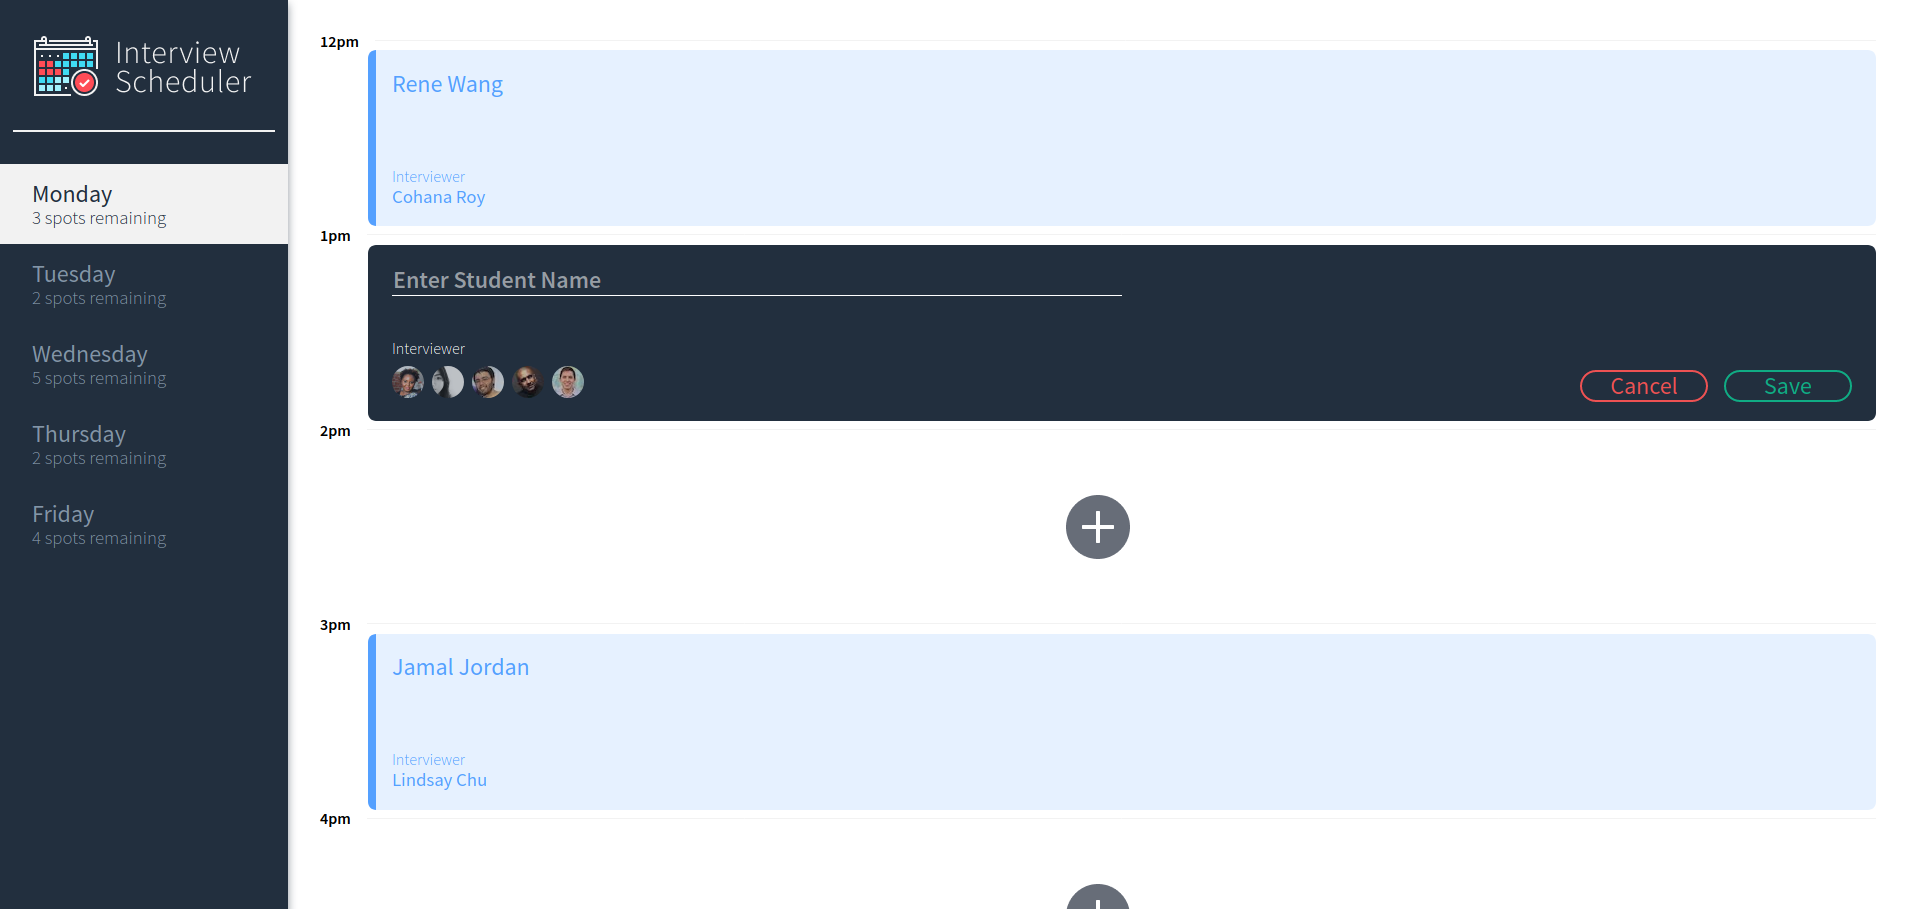 Interview
Scheduler
Monday
3 spots remaining
Tuesday
2 spots remaining
Wednesday
5 spots remaining
Thursday
2 spots remaining
Friday
4 spots remaining
12pm
Rene Wang
Interviewer
Cohana Roy
1pm
Enter Student Name
Interviewer
Cancel
Save
2pm
3pm
Jamal Jordan
Interviewer
Lindsay Chu
4pm